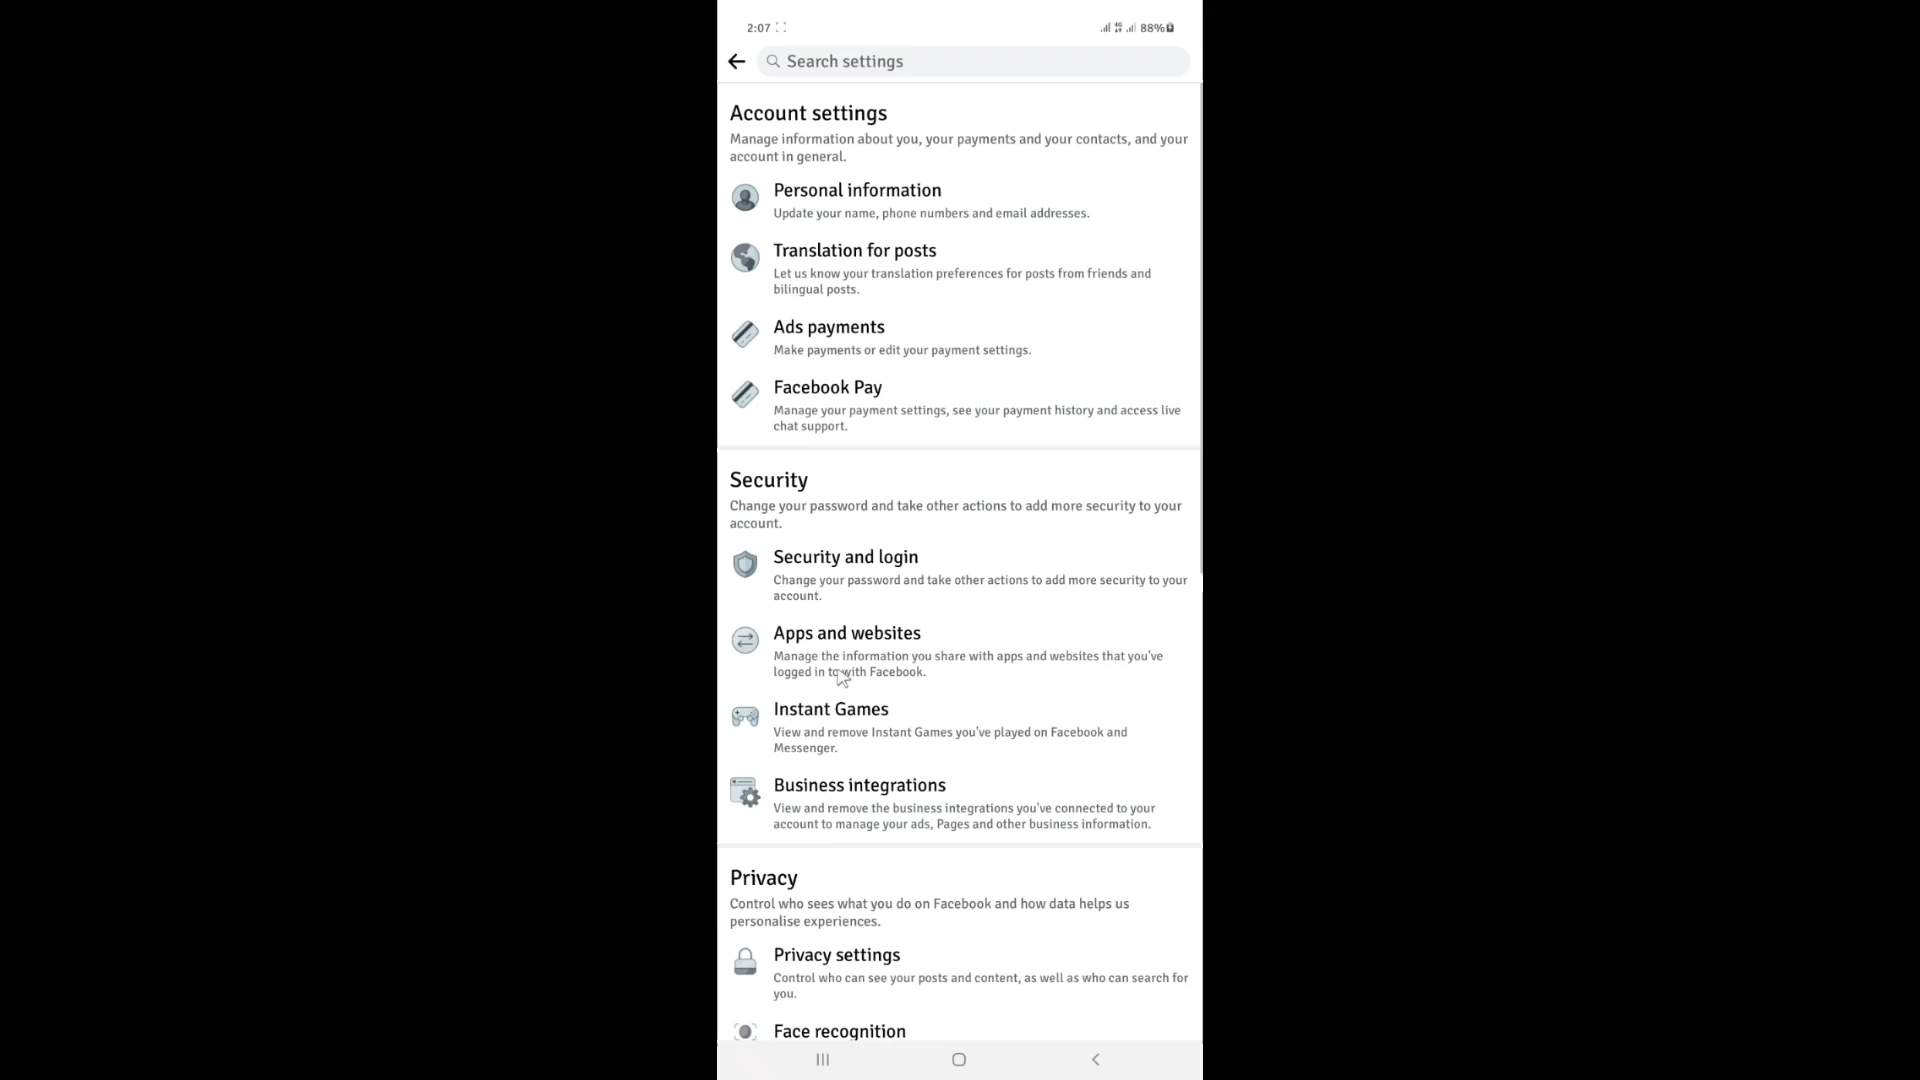 2:07
88%
Search settings
Account settings
Manage information about you, your payments and your contacts, and your
account in general.
Personal information
Update your name, phone numbers and email addresses.
Translation for posts
Let us know your translation preferences for posts from friends and
bilingual posts.
Ads payments
Make payments or edit your payment settings.
Facebook Pay
Manage your payment settings, see your payment history and access live
chat support.
Security
Change your password and take other actions to add more security to your
account.
Security and login
Change your password and take other actions to add more security to your
account.
Apps and websites
Manage the information you share with apps and websites that you've
logged in to with Facebook.
Instant Games
View and remove Instant Games you've played on Facebook and
Messenger.
Business integrations
View and remove the business integrations you've connected to your
account to manage your ads, Pages and other business information.
Privacy
Control who sees what you do on Facebook and how data helps us
personalise experiences.
Privacy settings
Control who can see your posts and content, as well as who can search for
you.
Face recognition